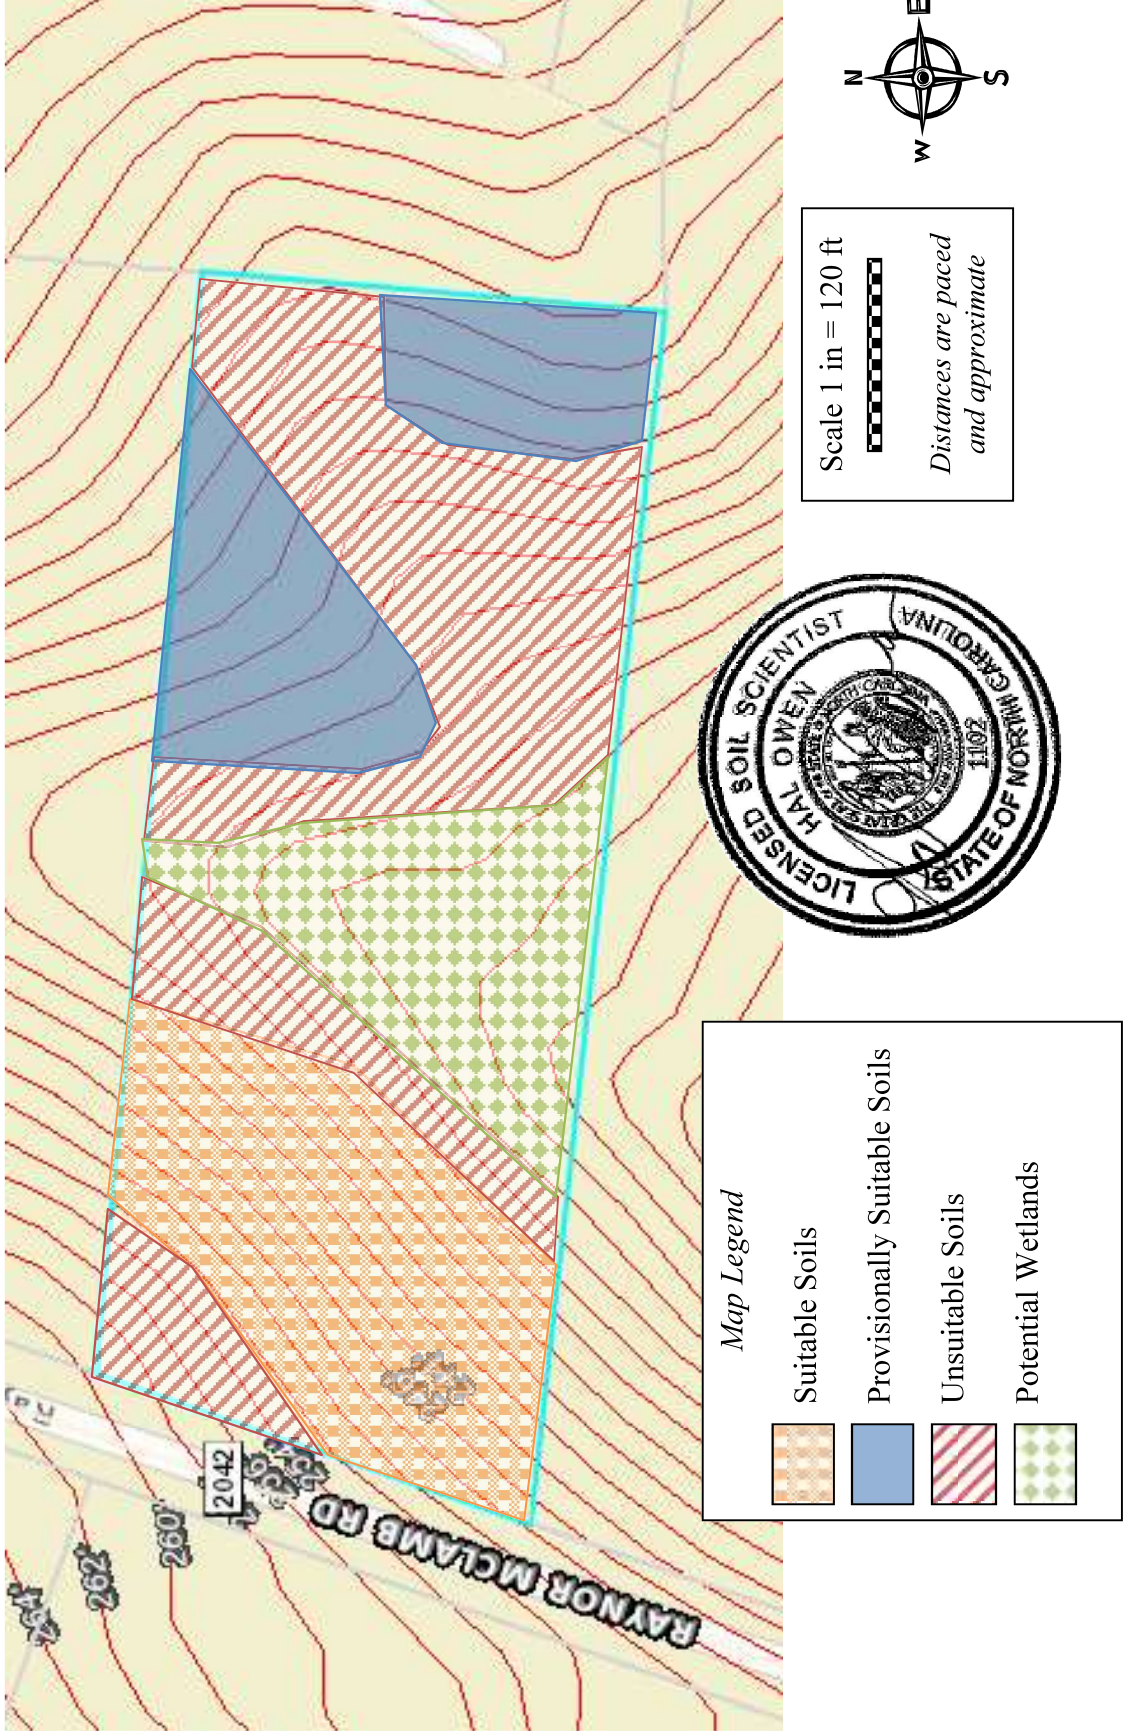 264'
262'
260'
2042
RAYNOR MCLAMB RD
Map Legend
Suitable Soils
Provisionally Suitable Soils
Unsuitable Soils
Potential Wetlands
LICENSED SOIL SCIENTIST
HAL OWEN
1102
STATE OF NORTH CAROLINA
Scale 1 in = 120 ft
Distances are paced
and approximate
N
W
E
S